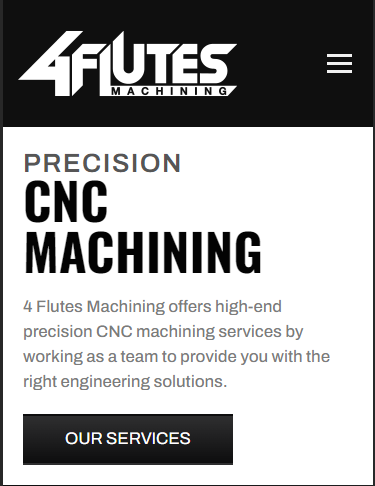 4FLUTES
MACHINING
PRECISION
CNC
MACHINING
4 Flutes Machining offers high-end
precision CNC machining services by
working as a team to provide you with the
right engineering solutions.
OUR SERVICES